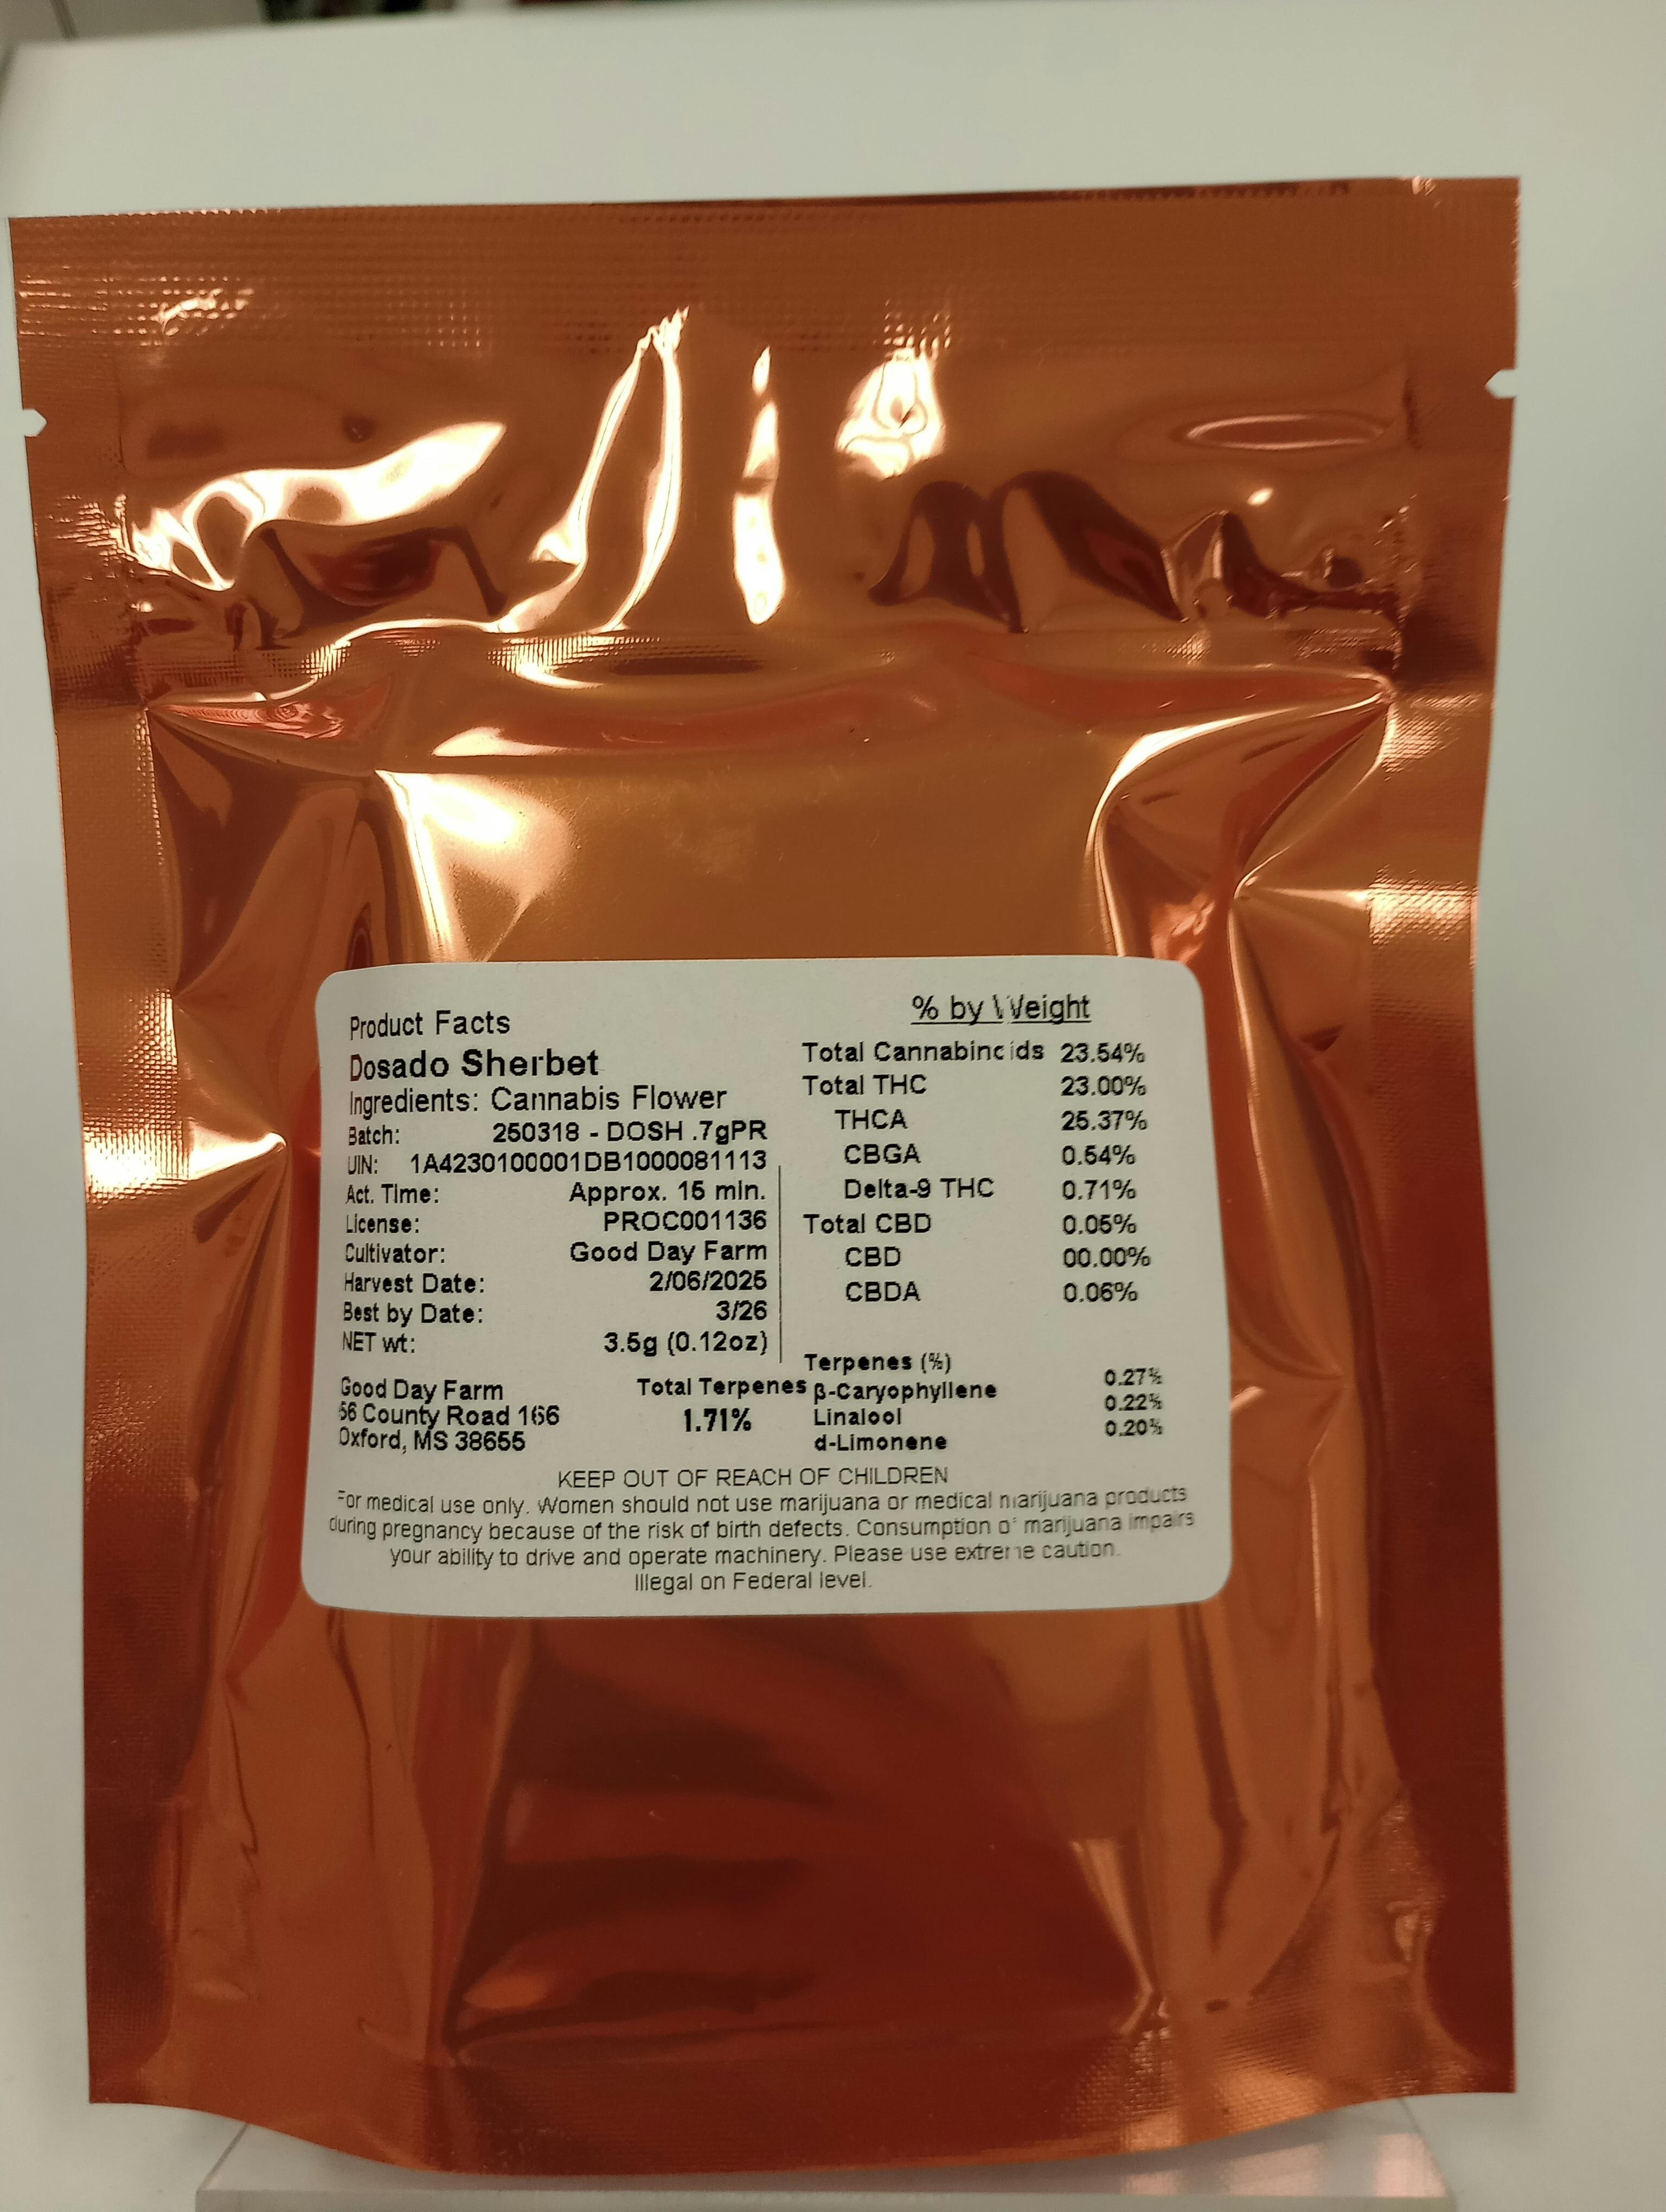 Product Facts
Dosado Sherbet
Ingredients: Cannabis Flower
Batch: 250318 - DOSH .7gPR
UIN: 1A4230100001DB1000081113
Act. Time: Approx. 15 min.
License: PROC001136
Cultivator: Good Day Farm
Harvest Date: 2/06/2025
Best by Date: 3/26
NET wt: 3.5g (0.12oz)
Good Day Farm
56 County Road 166
Oxford, MS 38655
Total Terpenes
1.71%
% by Weight
Total Cannabinoids 23.54%
Total THC 23.00%
THCA 25.37%
CBGA 0.54%
Delta-9 THC 0.71%
Total CBD 0.05%
CBD 00.00%
CBDA 0.06%
Terpenes (%)
β-Caryophyllene 0.27%
Linalool 0.22%
d-Limonene 0.20%
KEEP OUT OF REACH OF CHILDREN
For medical use only. Women should not use marijuana or medical marijuana products
during pregnancy because of the risk of birth defects. Consumption of marijuana impairs
your ability to drive and operate machinery. Please use extreme caution.
Illegal on Federal level.